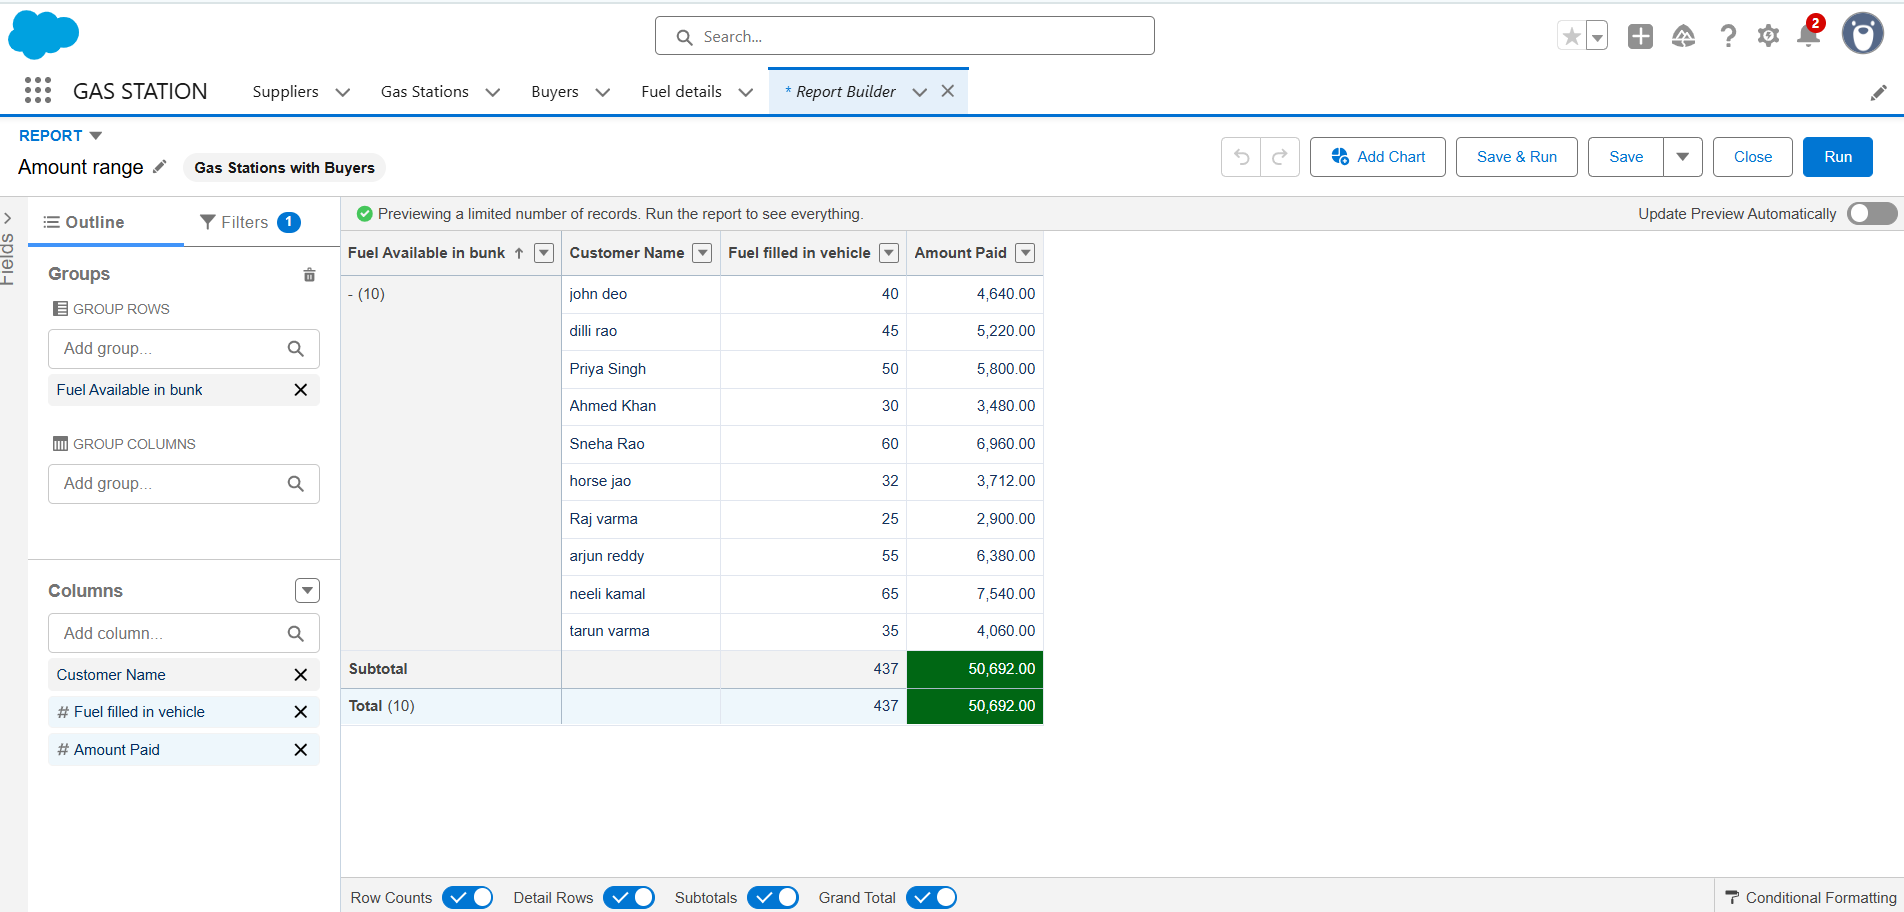 Search...
2
GAS STATION
Suppliers
Gas Stations
Buyers
Fuel details
* Report Builder
REPORT
Amount range
Gas Stations with Buyers
Add Chart
Save & Run
Save
Close
Run
Fields
Outline
Filters 1
Previewing a limited number of records. Run the report to see everything.
Update Preview Automatically
Groups
GROUP ROWS
Add group...
Fuel Available in bunk
GROUP COLUMNS
Add group...
Columns
Add column...
Customer Name
# Fuel filled in vehicle
# Amount Paid
Fuel Available in bunk ↑ Customer Name Fuel filled in vehicle Amount Paid
- (10) john deo 40 4,640.00
dilli rao 45 5,220.00
Priya Singh 50 5,800.00
Ahmed Khan 30 3,480.00
Sneha Rao 60 6,960.00
horse jao 32 3,712.00
Raj varma 25 2,900.00
arjun reddy 55 6,380.00
neeli kamal 65 7,540.00
tarun varma 35 4,060.00
Subtotal 437 50,692.00
Total (10) 437 50,692.00
Row Counts
Detail Rows
Subtotals
Grand Total
Conditional Formatting